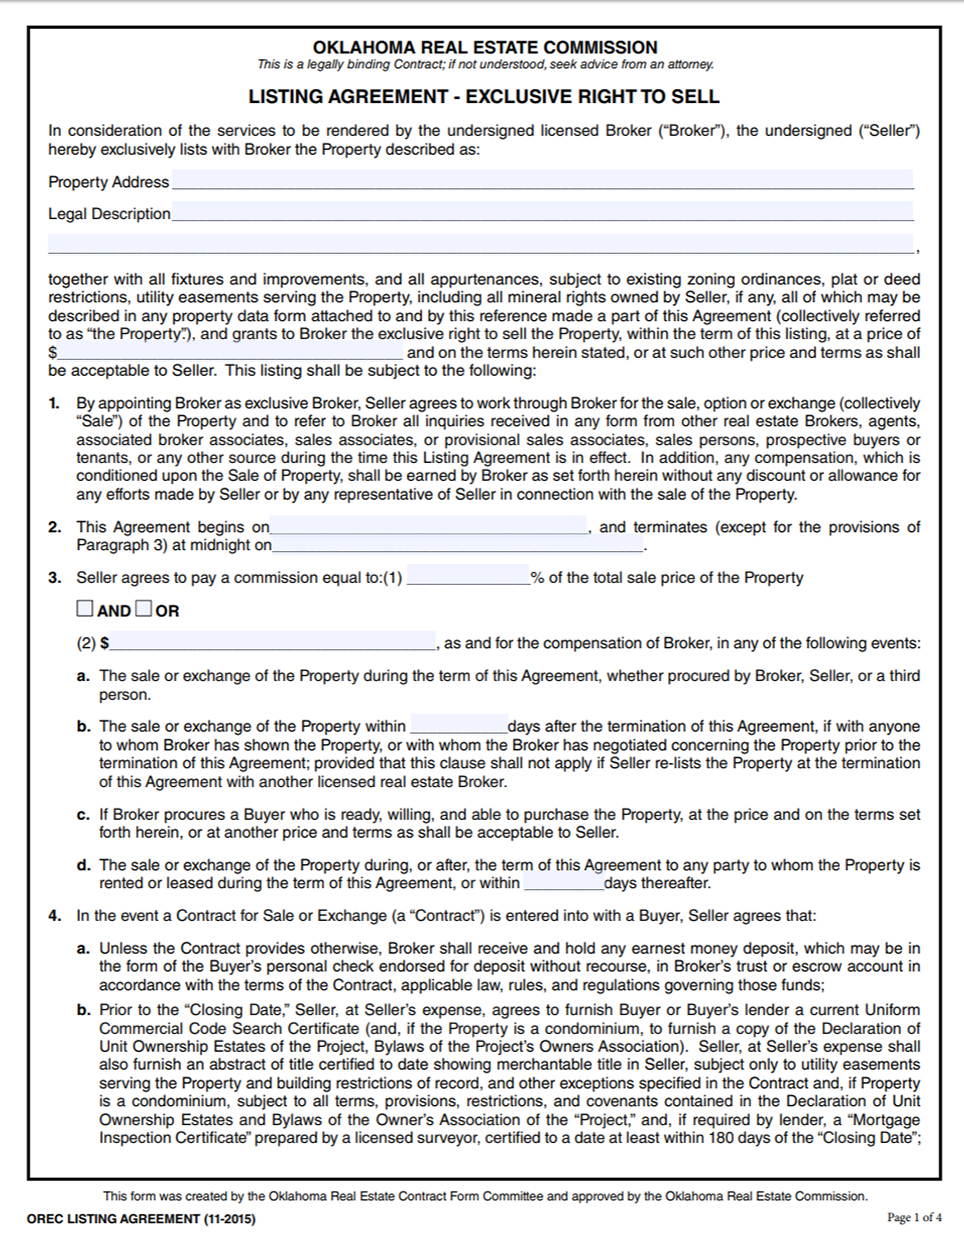 OKLAHOMA REAL ESTATE COMMISSION
This is a legally binding Contract; if not understood, seek advice from an attorney.
LISTING AGREEMENT - EXCLUSIVE RIGHT TO SELL
In consideration of the services to be rendered by the undersigned licensed Broker (“Broker”), the undersigned (“Seller”)
hereby exclusively lists with Broker the Property described as:
Property Address
Legal Description
,
together with all fixtures and improvements, and all appurtenances, subject to existing zoning ordinances, plat or deed
restrictions, utility easements serving the Property, including all mineral rights owned by Seller, if any, all of which may be
described in any property data form attached to and by this reference made a part of this Agreement (collectively referred
to as “the Property”.), and grants to Broker the exclusive right to sell the Property, within the term of this listing, at a price of
$ and on the terms herein stated, or at such other price and terms as shall
be acceptable to Seller. This listing shall be subject to the following:
1. By appointing Broker as exclusive Broker, Seller agrees to work through Broker for the sale, option or exchange (collectively
“Sale”) of the Property and to refer to Broker all inquiries received in any form from other real estate Brokers, agents,
associated broker associates, sales associates, or provisional sales associates, sales persons, prospective buyers or
tenants, or any other source during the time this Listing Agreement is in effect. In addition, any compensation, which is
conditioned upon the Sale of Property, shall be earned by Broker as set forth herein without any discount or allowance for
any efforts made by Seller or by any representative of Seller in connection with the sale of the Property.
2. This Agreement begins on , and terminates (except for the provisions of
Paragraph 3) at midnight on .
3. Seller agrees to pay a commission equal to:(1) % of the total sale price of the Property
AND OR
(2) $ , as and for the compensation of Broker, in any of the following events:
a. The sale or exchange of the Property during the term of this Agreement, whether procured by Broker, Seller, or a third
person.
b. The sale or exchange of the Property within days after the termination of this Agreement, if with anyone
to whom Broker has shown the Property, or with whom the Broker has negotiated concerning the Property prior to the
termination of this Agreement; provided that this clause shall not apply if Seller re-lists the Property at the termination
of this Agreement with another licensed real estate Broker.
c. If Broker procures a Buyer who is ready, willing, and able to purchase the Property, at the price and on the terms set
forth herein, or at another price and terms as shall be acceptable to Seller.
d. The sale or exchange of the Property during, or after, the term of this Agreement to any party to whom the Property is
rented or leased during the term of this Agreement, or within days thereafter.
4. In the event a Contract for Sale or Exchange (a “Contract”) is entered into with a Buyer, Seller agrees that:
a. Unless the Contract provides otherwise, Broker shall receive and hold any earnest money deposit, which may be in
the form of the Buyer’s personal check endorsed for deposit without recourse, in Broker’s trust or escrow account in
accordance with the terms of the Contract, applicable law, rules, and regulations governing those funds;
b. Prior to the “Closing Date,” Seller, at Seller’s expense, agrees to furnish Buyer or Buyer’s lender a current Uniform
Commercial Code Search Certificate (and, if the Property is a condominium, to furnish a copy of the Declaration of
Unit Ownership Estates of the Project, Bylaws of the Project’s Owners Association). Seller, at Seller’s expense shall
also furnish an abstract of title certified to date showing merchantable title in Seller, subject only to utility easements
serving the Property and building restrictions of record, and other exceptions specified in the Contract and, if Property
is a condominium, subject to all terms, provisions, restrictions, and covenants contained in the Declaration of Unit
Ownership Estates and Bylaws of the Owner’s Association of the “Project,” and, if required by lender, a “Mortgage
Inspection Certificate” prepared by a licensed surveyor, certified to a date at least within 180 days of the “Closing Date”;
This form was created by the Oklahoma Real Estate Contract Form Committee and approved by the Oklahoma Real Estate Commission.
OREC LISTING AGREEMENT (11-2015)
Page 1 of 4